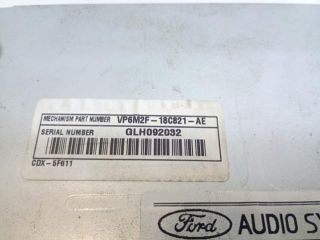 MECHANISM PART NUMBER VP6M2F-18C821-AE
SERIAL NUMBER GLH092032
CDX-5F611
Ford AUDIO SY